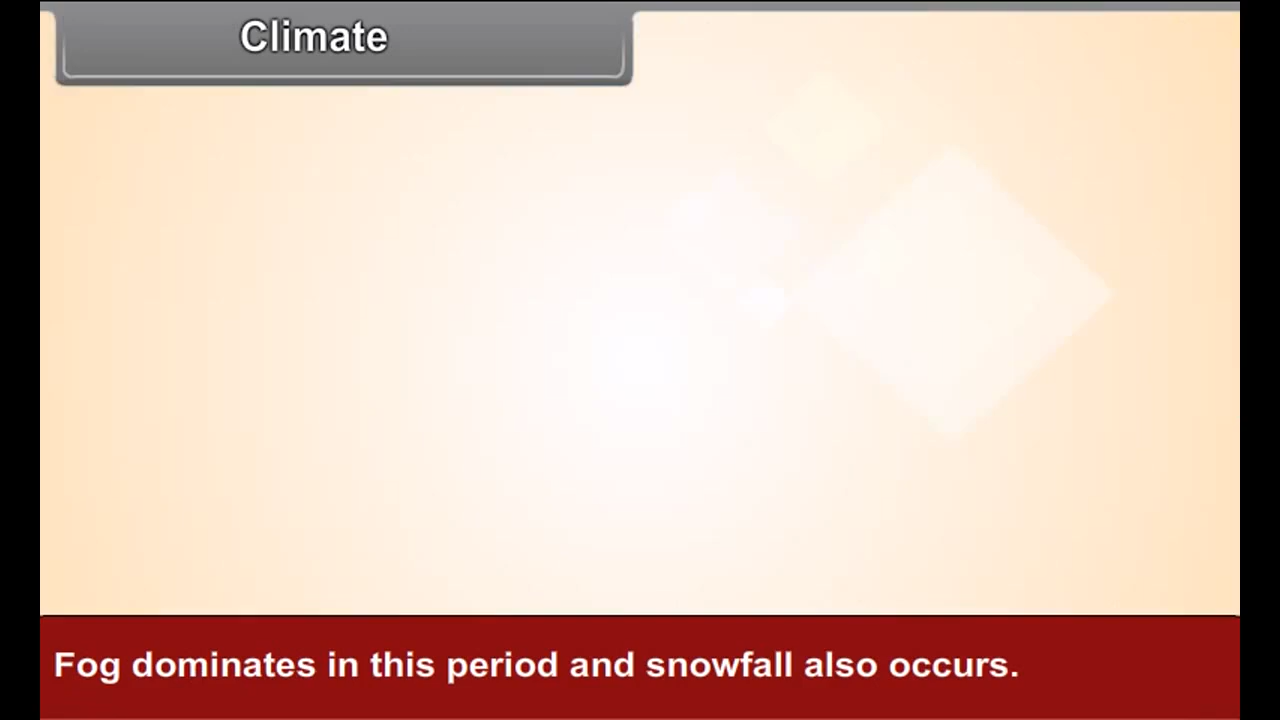 Climate
Fog dominates in this period and snowfall also occurs.